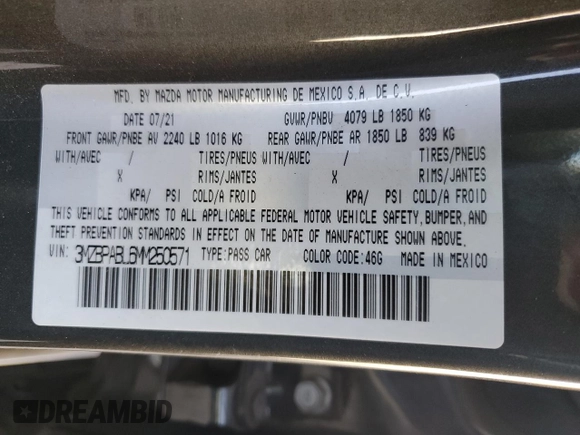 MFD. BY MAZDA MOTOR MANUFACTURING DE MEXICO S.A. DE C.V.
DATE 07/21 GVWR/PNBV 4079 LB 1850 KG
FRONT GAWR/PNBE AV 2240 LB 1016 KG REAR GAWR/PNBE AR 1850 LB 839 KG
WITH/AVEC / TIRES/PNEUS WITH/AVEC / TIRES/PNEUS
X RIMS/JANTES X RIMS/JANTES
KPA/ PSI COLD/A FROID KPA/ PSI COLD/A FROID
THIS VEHICLE CONFORMS TO ALL APPLICABLE FEDERAL MOTOR VEHICLE SAFETY, BUMPER, AND
THEFT PREVENTION STANDARDS IN EFFECT ON THE DATE OF MANUFACTURE SHOWN ABOVE.
VIN: 3MZBPABL6MM250571 TYPE:PASS CAR COLOR CODE:46G MADE IN MEXICO
DREAMBID